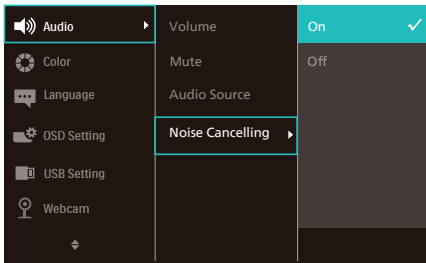 Audio
Color
Language
OSD Setting
USB Setting
Webcam
Volume
Mute
Audio Source
Noise Cancelling
On
Off